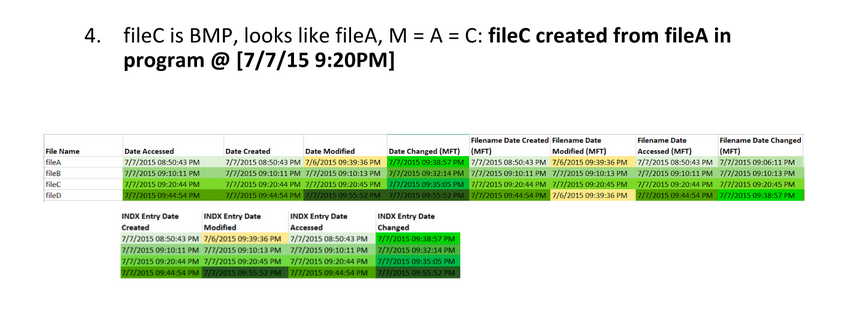 4. fileC is BMP, looks like fileA, M = A = C: fileC created from fileA in
program @ [7/7/15 9:20PM]
File Name Date Accessed Date Created Date Modified Date Changed (MFT) Filename Date Created (MFT) Filename Date Modified (MFT) Filename Date Accessed (MFT) Filename Date Changed (MFT)
fileA 7/7/2015 08:50:43 PM 7/7/2015 08:50:43 PM 7/6/2015 09:39:36 PM 7/7/2015 09:38:57 PM 7/7/2015 08:50:43 PM 7/6/2015 09:39:36 PM 7/7/2015 08:50:43 PM 7/7/2015 09:06:11 PM
fileB 7/7/2015 09:10:11 PM 7/7/2015 09:10:11 PM 7/7/2015 09:10:13 PM 7/7/2015 09:32:14 PM 7/7/2015 09:10:11 PM 7/7/2015 09:10:13 PM 7/7/2015 09:10:11 PM 7/7/2015 09:10:13 PM
fileC 7/7/2015 09:20:44 PM 7/7/2015 09:20:44 PM 7/7/2015 09:20:45 PM 7/7/2015 09:35:05 PM 7/7/2015 09:20:44 PM 7/7/2015 09:20:45 PM 7/7/2015 09:20:44 PM 7/7/2015 09:20:45 PM
fileD 7/7/2015 09:44:54 PM 7/7/2015 09:44:54 PM 7/7/2015 09:55:52 PM 7/7/2015 09:55:52 PM 7/7/2015 09:44:54 PM 7/6/2015 09:39:36 PM 7/7/2015 09:44:54 PM 7/7/2015 09:38:57 PM
INDX Entry Date Created INDX Entry Date Modified INDX Entry Date Accessed INDX Entry Date Changed
7/7/2015 08:50:43 PM 7/6/2015 09:39:36 PM 7/7/2015 08:50:43 PM 7/7/2015 09:38:57 PM
7/7/2015 09:10:11 PM 7/7/2015 09:10:13 PM 7/7/2015 09:10:11 PM 7/7/2015 09:32:14 PM
7/7/2015 09:20:44 PM 7/7/2015 09:20:45 PM 7/7/2015 09:20:44 PM 7/7/2015 09:35:05 PM
7/7/2015 09:44:54 PM 7/7/2015 09:55:52 PM 7/7/2015 09:44:54 PM 7/7/2015 09:55:52 PM